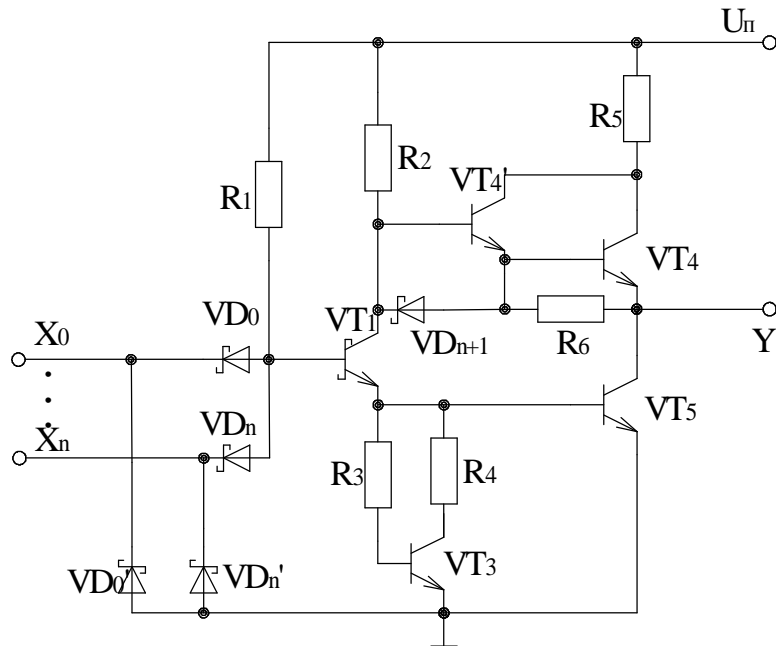 Uп
R5
R2
VT4'
R1
VT4
VD0
VT1
X0
VDn+1
R6
Y
VDn
VT5
Xn
R3
R4
VD0'
VDn'
VT3